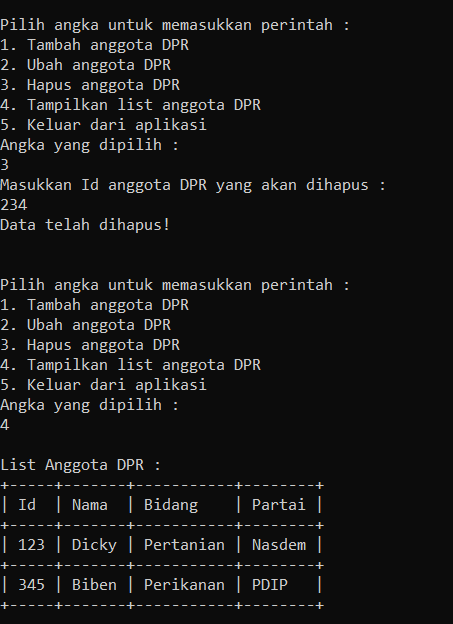 Pilih angka untuk memasukkan perintah :
1. Tambah anggota DPR
2. Ubah anggota DPR
3. Hapus anggota DPR
4. Tampilkan list anggota DPR
5. Keluar dari aplikasi
Angka yang dipilih :
3
Masukkan Id anggota DPR yang akan dihapus :
234
Data telah dihapus!
Pilih angka untuk memasukkan perintah :
1. Tambah anggota DPR
2. Ubah anggota DPR
3. Hapus anggota DPR
4. Tampilkan list anggota DPR
5. Keluar dari aplikasi
Angka yang dipilih :
4
List Anggota DPR :
+-----+-------+-----------+--------+
| Id  | Nama  | Bidang    | Partai |
+-----+-------+-----------+--------+
| 123 | Dicky | Pertanian | Nasdem |
+-----+-------+-----------+--------+
| 345 | Biben | Perikanan | PDIP   |
+-----+-------+-----------+--------+